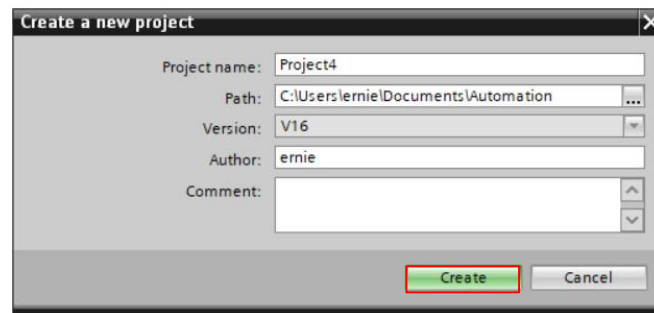 Create a new project
Project name: Project4
Path: C:\Users\ernie\Documents\Automation ...
Version: V16
Author: ernie
Comment:
Create Cancel